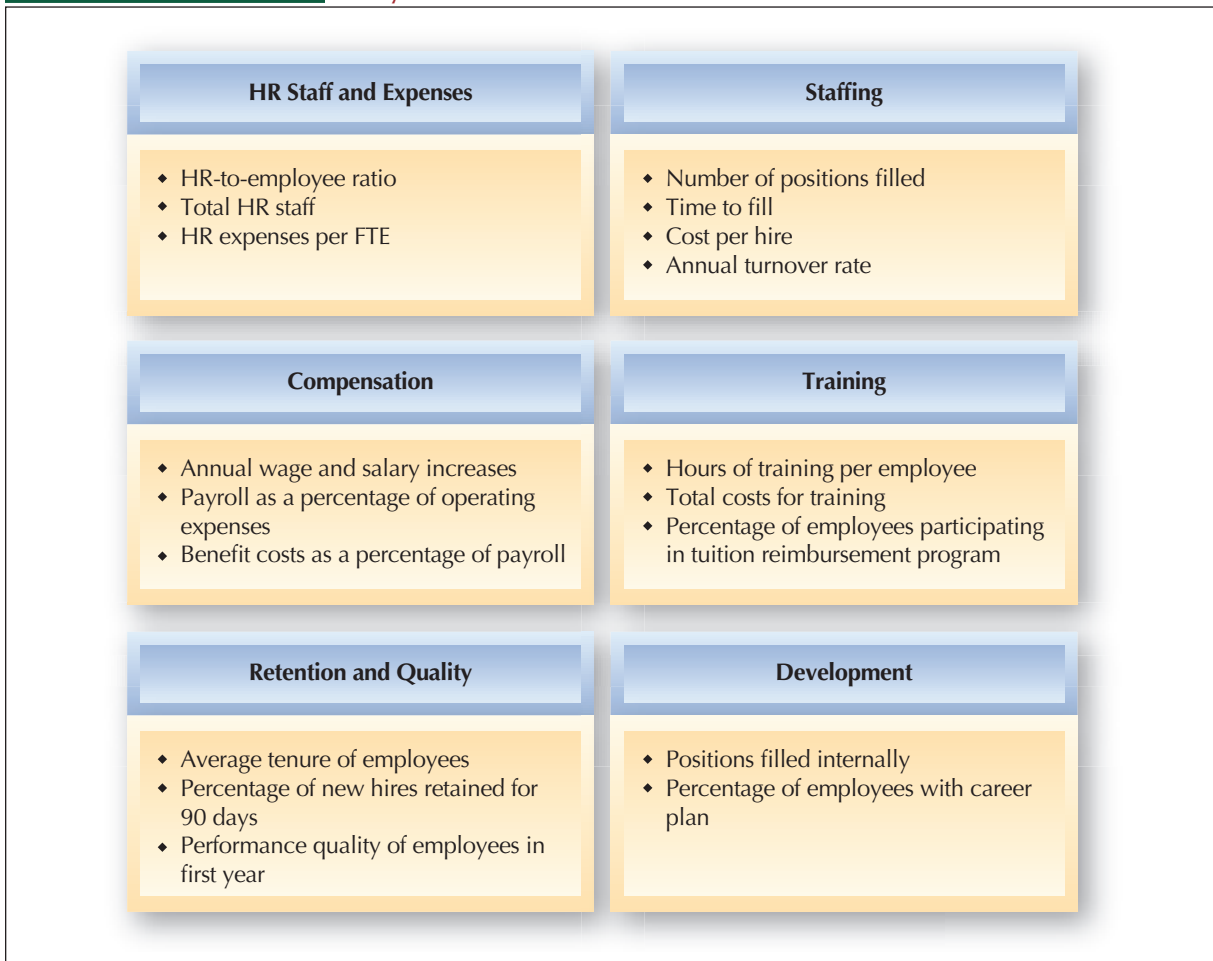 HR Staff and Expenses
◆ HR-to-employee ratio
◆ Total HR staff
◆ HR expenses per FTE
Staffing
◆ Number of positions filled
◆ Time to fill
◆ Cost per hire
◆ Annual turnover rate
Compensation
◆ Annual wage and salary increases
◆ Payroll as a percentage of operating
expenses
◆ Benefit costs as a percentage of payroll
Training
◆ Hours of training per employee
◆ Total costs for training
◆ Percentage of employees participating
in tuition reimbursement program
Retention and Quality
◆ Average tenure of employees
◆ Percentage of new hires retained for
90 days
◆ Performance quality of employees in
first year
Development
◆ Positions filled internally
◆ Percentage of employees with career
plan